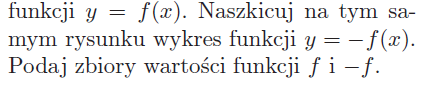 funkcji y = f(x). Naszkicuj na tym sa-
mym rysunku wykres funkcji y = −f(x).
Podaj zbiory wartości funkcji f i −f.